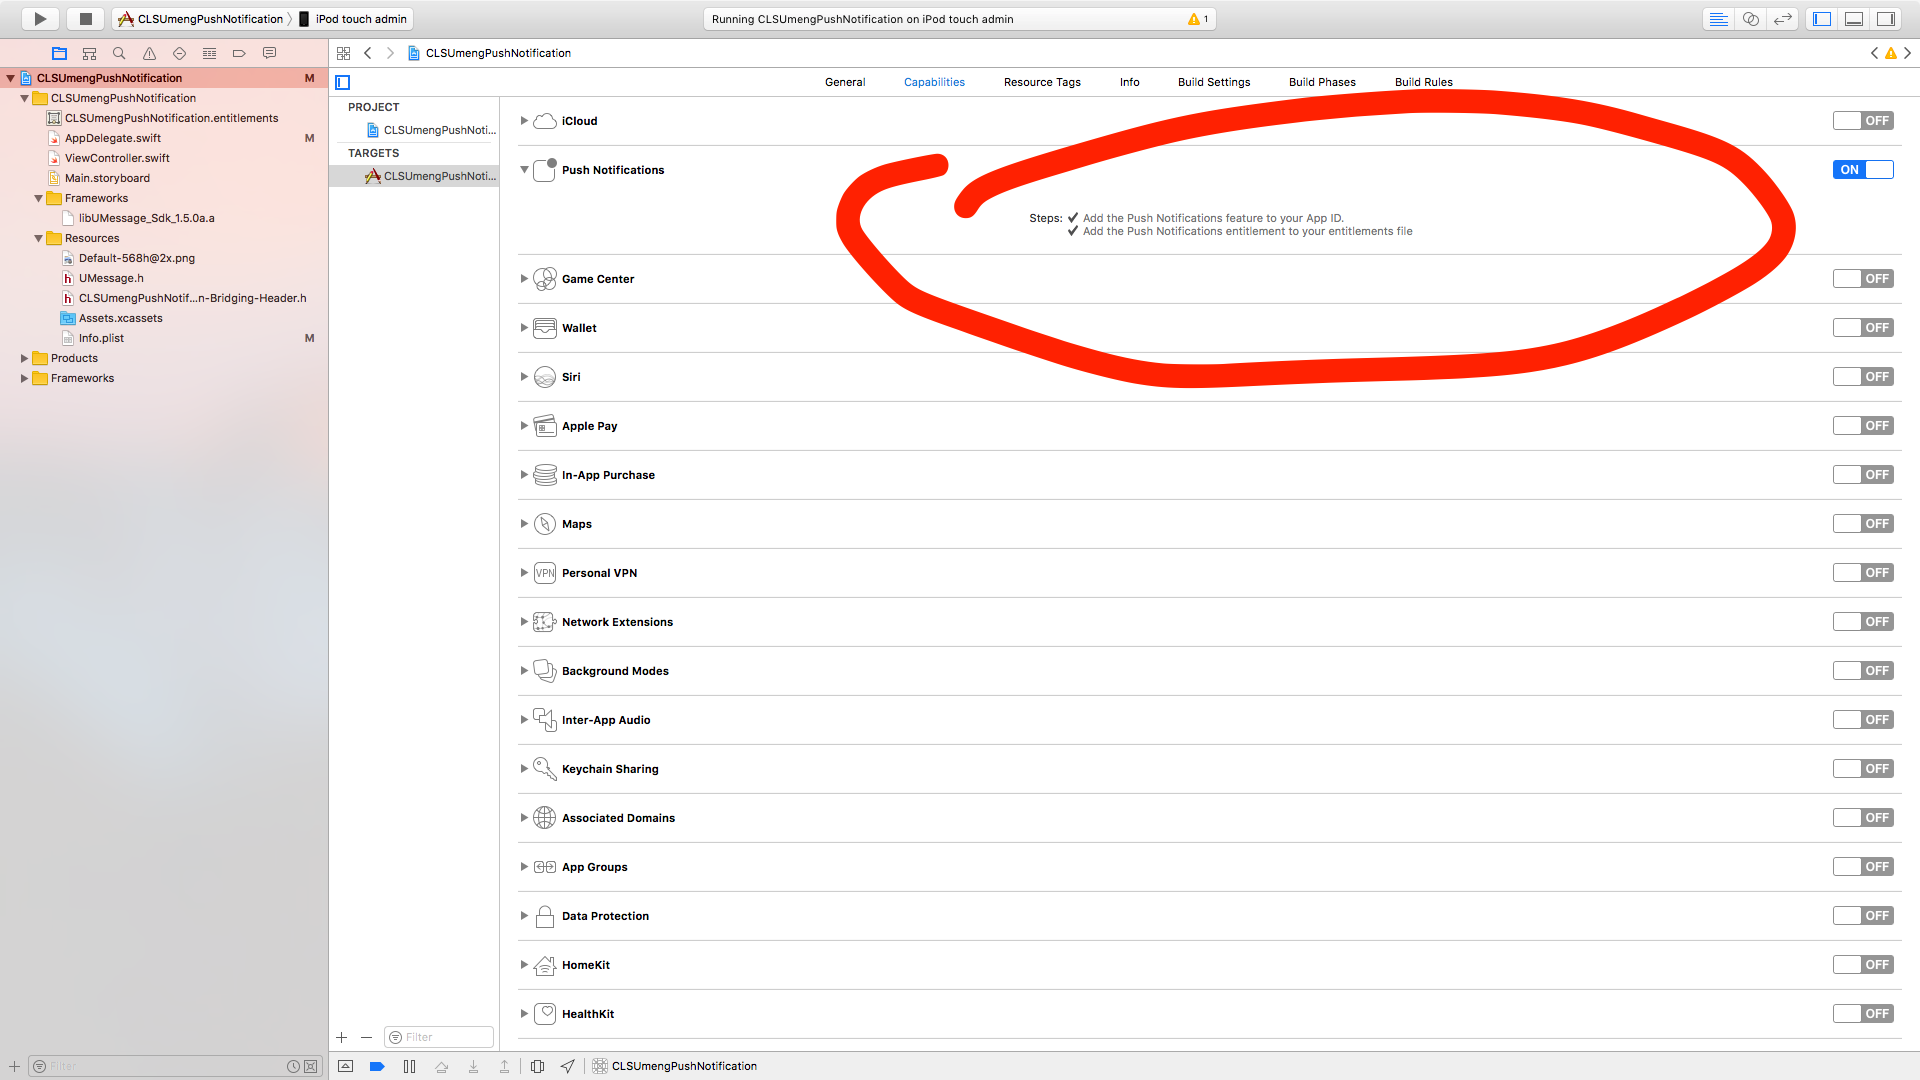 CLSUmengPushNotification iPod touch admin
Running CLSUmengPushNotification on iPod touch admin 1
CLSUmengPushNotification M
CLSUmengPushNotification
CLSUmengPushNotification.entitlements
AppDelegate.swift M
ViewController.swift
Main.storyboard
Frameworks
libUMessage_Sdk_1.5.0a.a
Resources
Default-568h@2x.png
UMessage.h
CLSUmengPushNotif...n-Bridging-Header.h
Assets.xcassets
Info.plist M
Products
Frameworks
Filter
CLSUmengPushNotification
General Capabilities Resource Tags Info Build Settings Build Phases Build Rules
PROJECT
CLSUmengPushNoti...
TARGETS
CLSUmengPushNoti...
Filter
iCloud OFF
Push Notifications ON
Steps: ✔ Add the Push Notifications feature to your App ID.
✔ Add the Push Notifications entitlement to your entitlements file
Game Center OFF
Wallet OFF
Siri OFF
Apple Pay OFF
In-App Purchase OFF
Maps OFF
VPN Personal VPN OFF
Network Extensions OFF
Background Modes OFF
Inter-App Audio OFF
Keychain Sharing OFF
Associated Domains OFF
App Groups OFF
Data Protection OFF
HomeKit OFF
HealthKit OFF
CLSUmengPushNotification